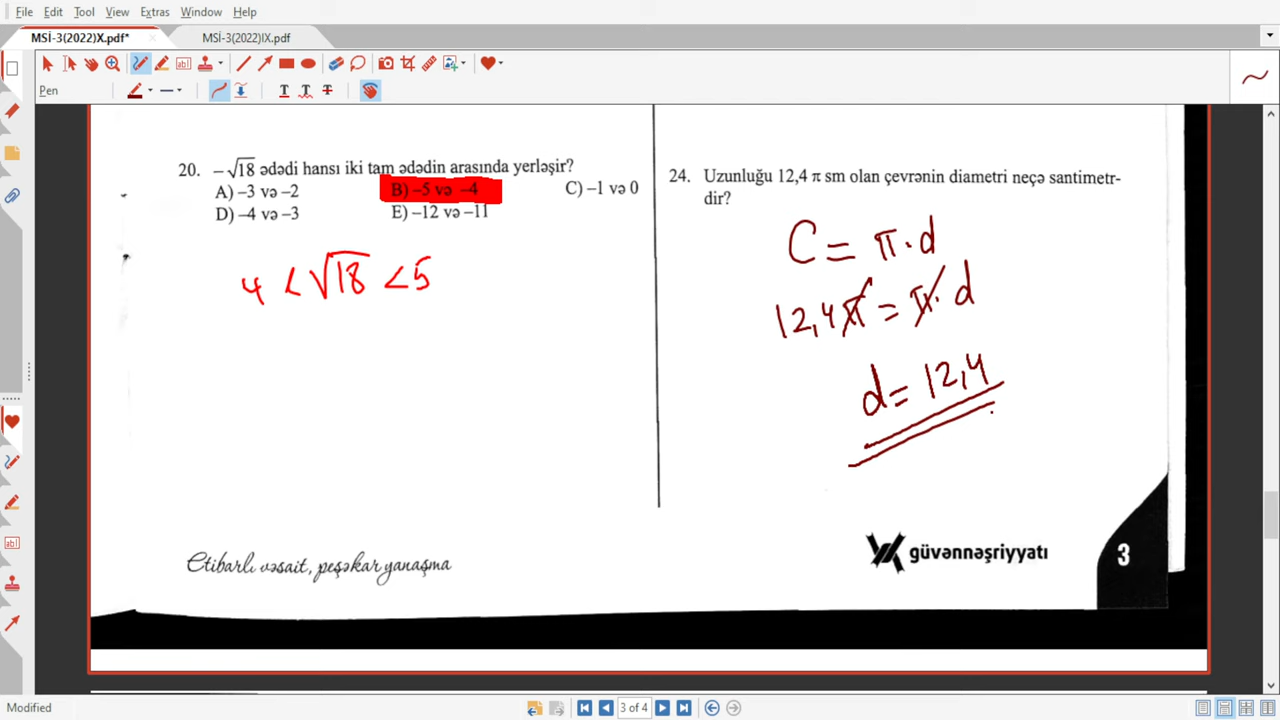 File Edit Tool View Extras Window Help
MSİ-3(2022)X.pdf* MSİ-3(2022)IX.pdf
Pen
20. −√18 ədədi hansı iki tam ədədin arasında yerləşir?
A) –3 və –2 B) –5 və –4 C) –1 və 0
D) –4 və –3 E) –12 və –11
4 < √18 < 5
24. Uzunluğu 12,4 π sm olan çevrənin diametri neçə santimetr-
dir?
C = π · d
12,4π = π · d
d = 12,4
Etibarlı vəsait, peşəkar yanaşma
güvənnəşriyyatı
3
Modified
3 of 4